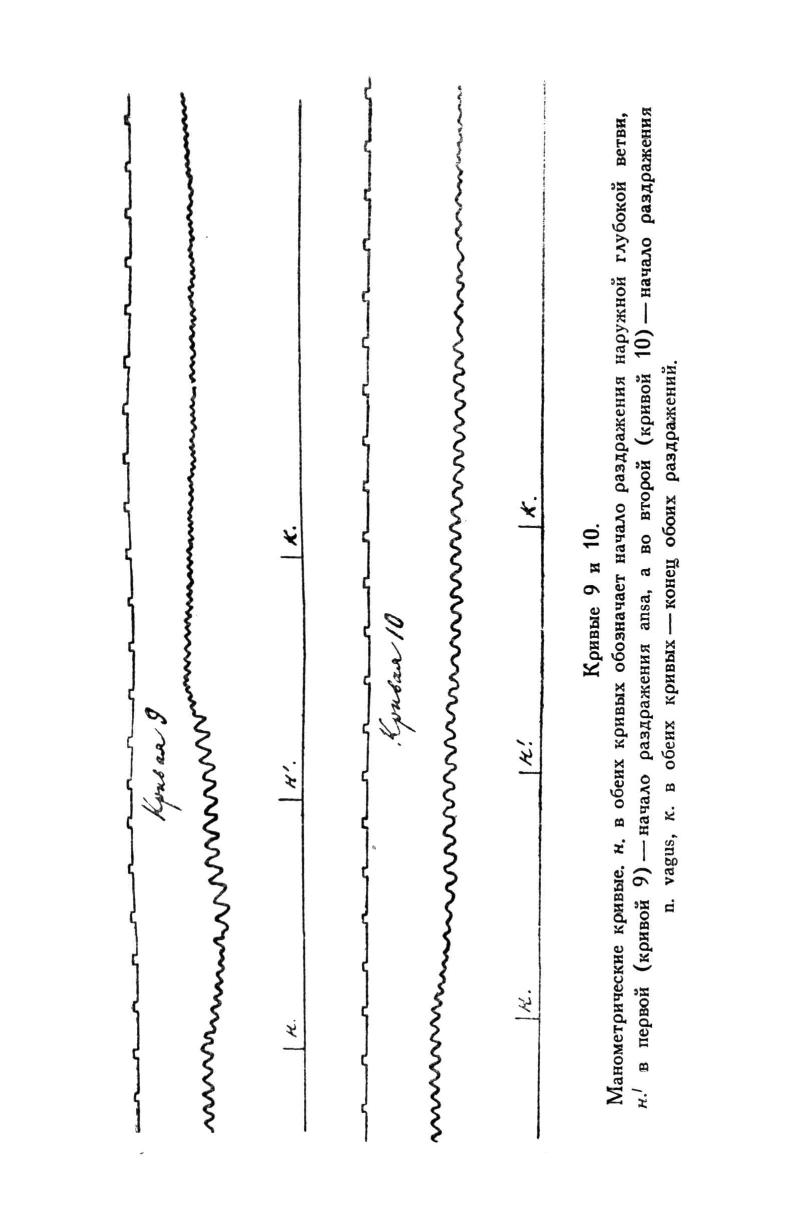 Кривая 9
н.
н'.
к.
Кривая 10
н.
н'.
к.
Кривые 9 и 10.
Манометрические кривые. н. в обеих кривых обозначает начало раздражения наружной глубокой ветви,
н.' в первой (кривой 9) — начало раздражения ansa, а во второй (кривой 10) — начало раздражения
n. vagus, к. в обеих кривых — конец обоих раздражений.